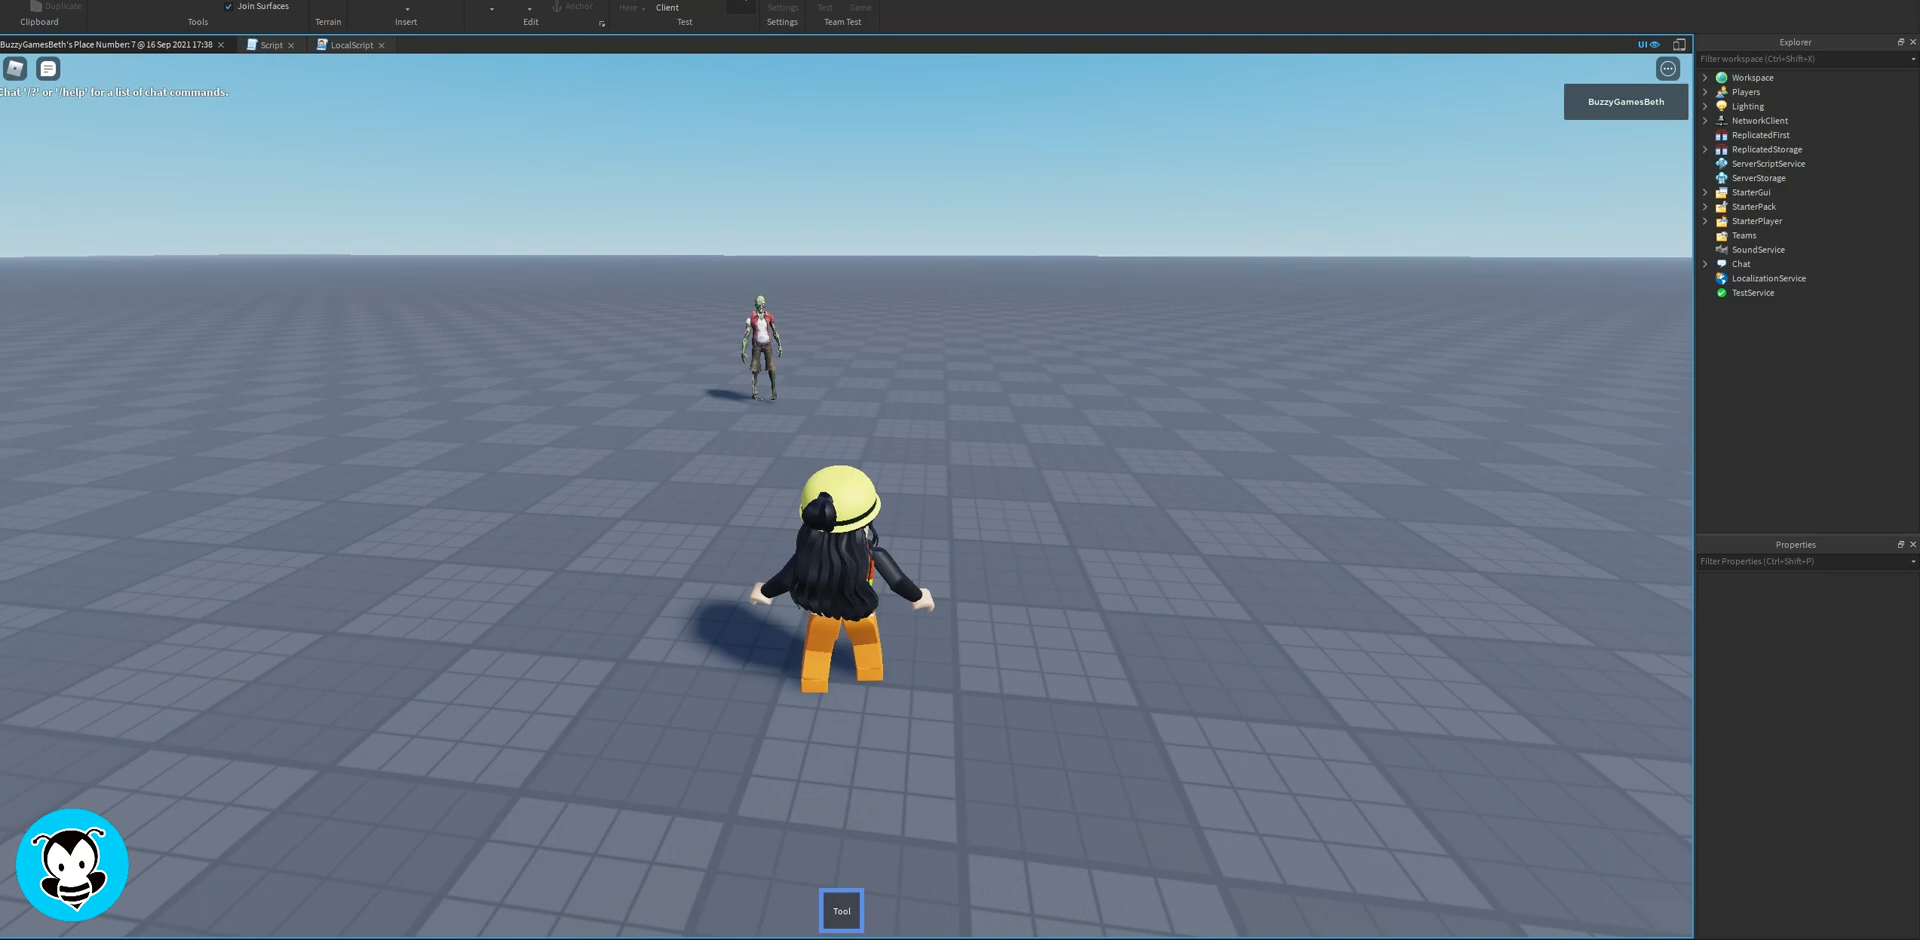 Duplicate
Join Surfaces
Anchor
Here
Client
Settings
Test
Game
Clipboard
Tools
Terrain
Insert
Edit
Test
Settings
Team Test
BuzzyGamesBeth's Place Number: 7 @ 16 Sep 2021 17:38
Script
LocalScript
UI
Explorer
Filter workspace (Ctrl+Shift+X)
Chat '/?' or '/help' for a list of chat commands.
BuzzyGamesBeth
Workspace
Players
Lighting
NetworkClient
ReplicatedFirst
ReplicatedStorage
ServerScriptService
ServerStorage
StarterGui
StarterPack
StarterPlayer
Teams
SoundService
Chat
LocalizationService
TestService
Properties
Filter Properties (Ctrl+Shift+P)
Tool